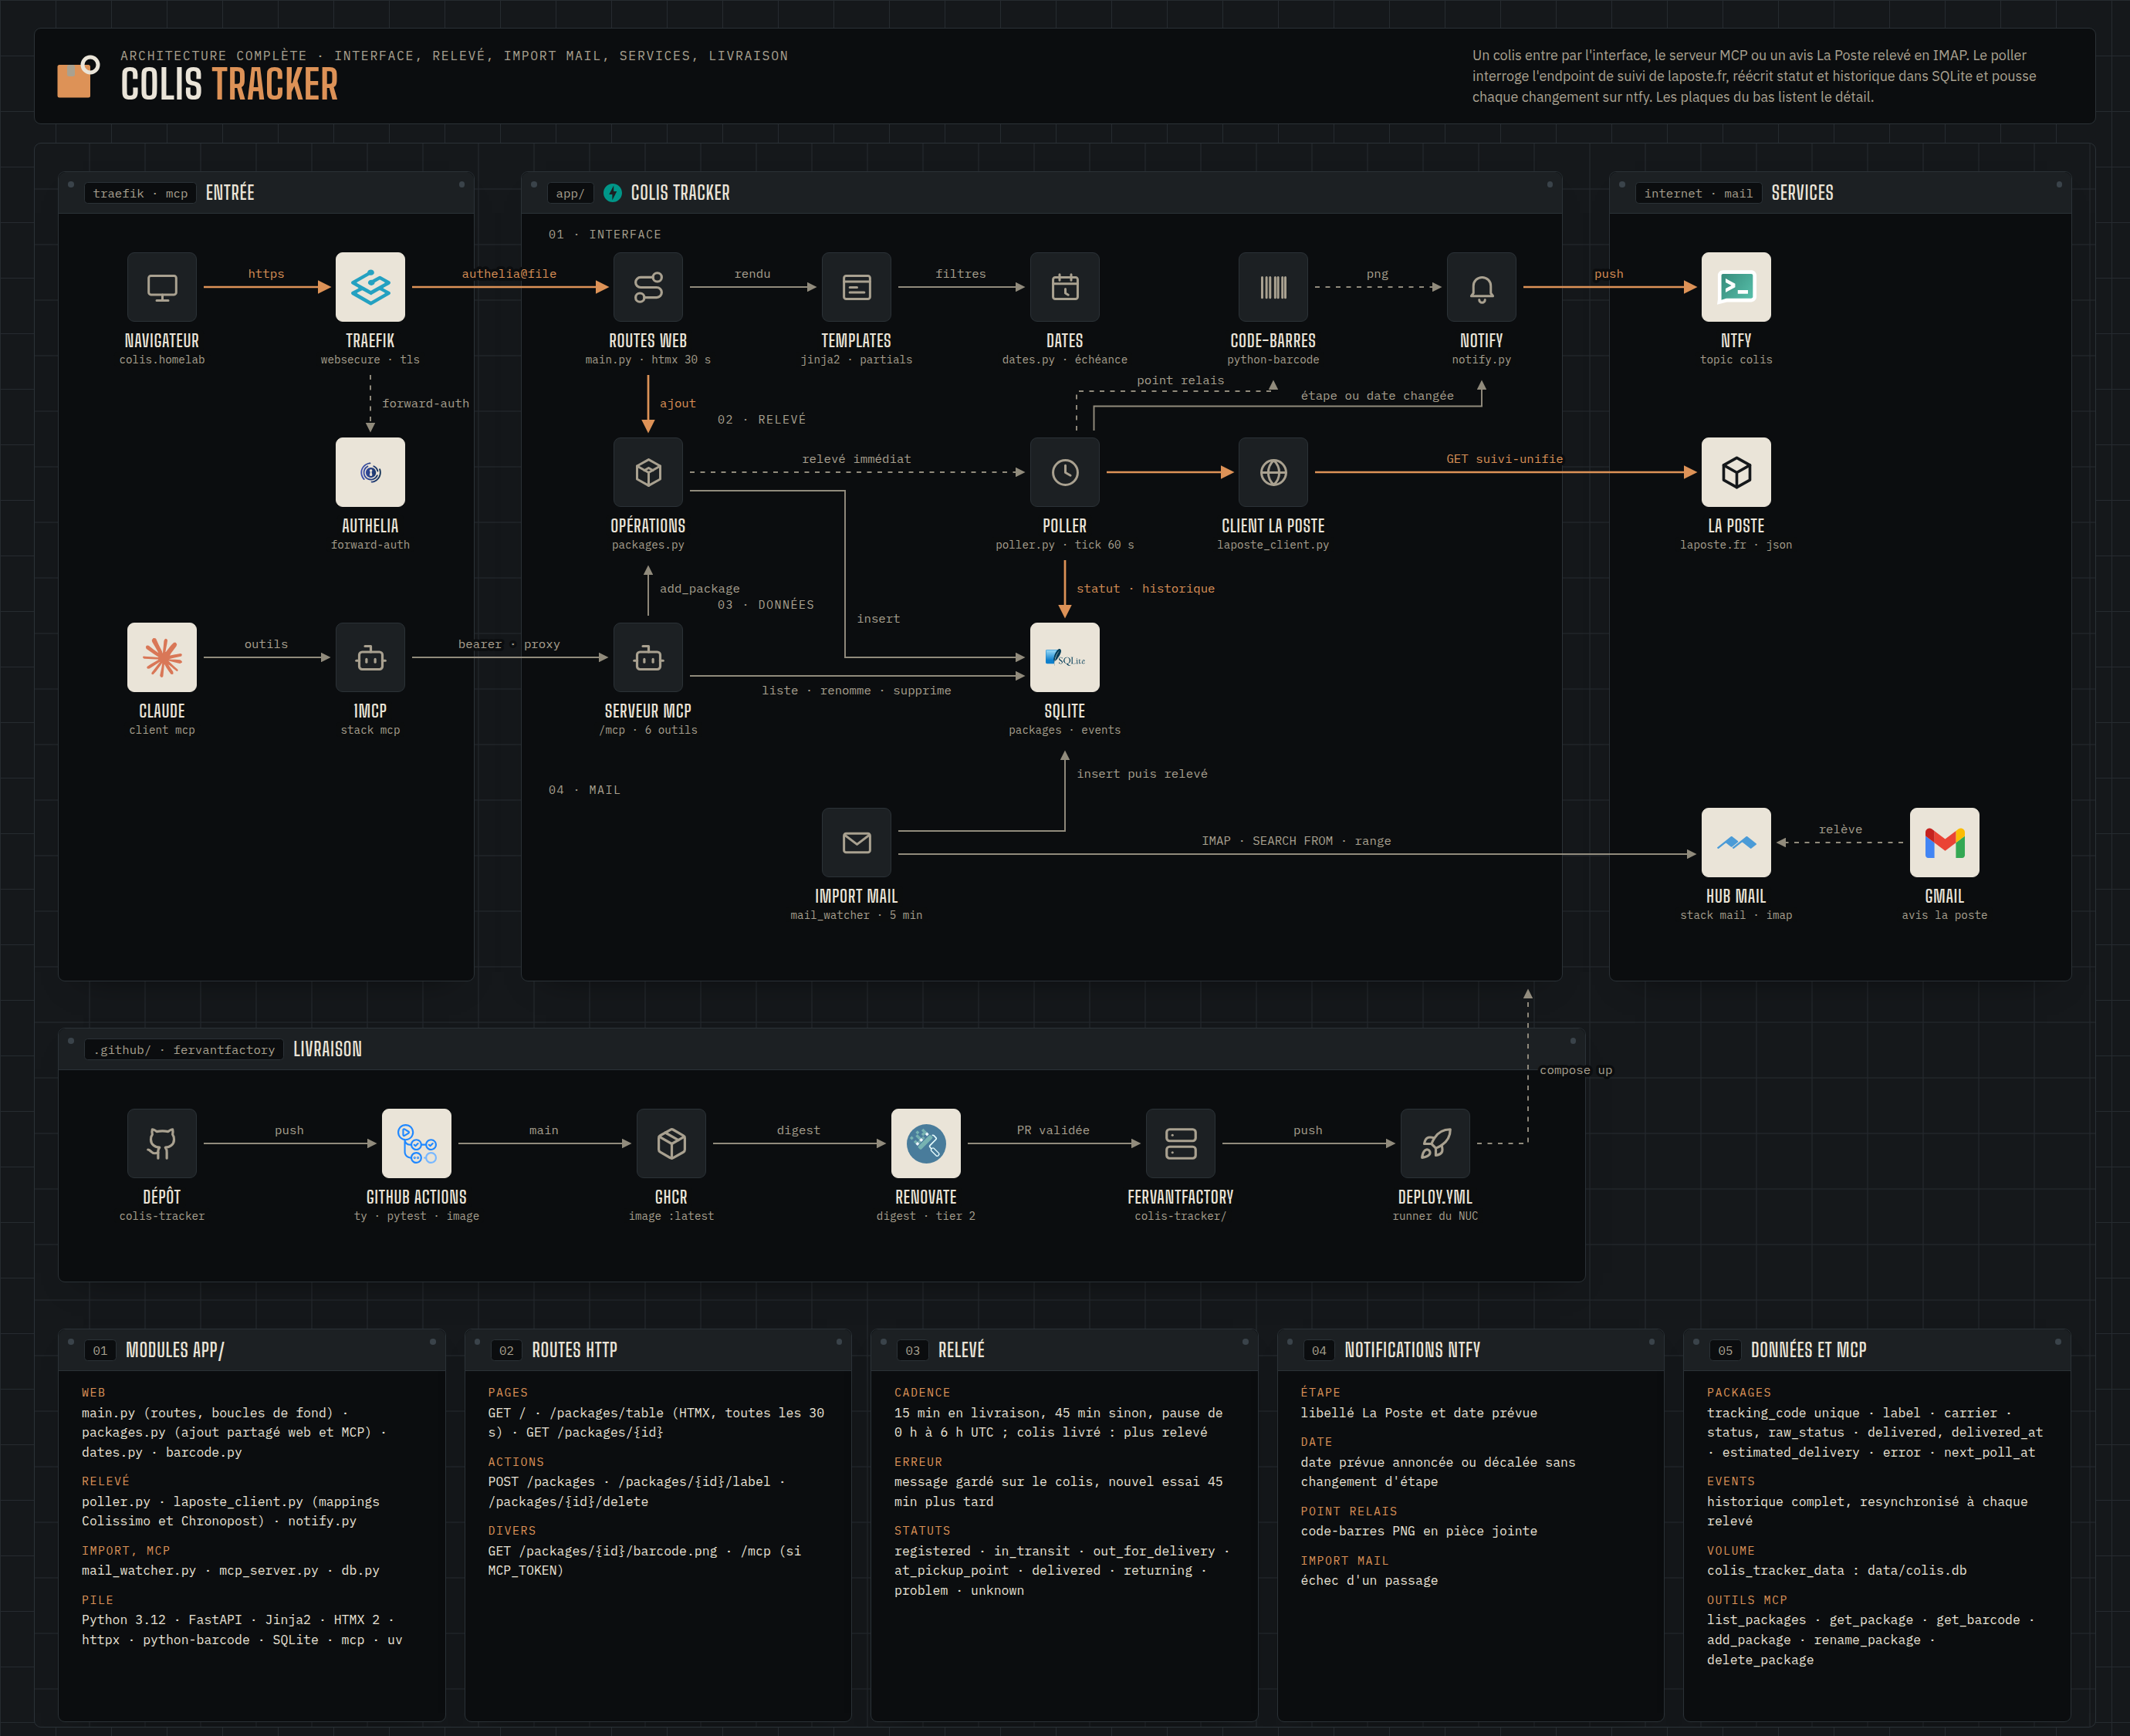 ARCHITECTURE COMPLÈTE · INTERFACE, RELEVÉ, IMPORT MAIL, SERVICES, LIVRAISON
COLIS TRACKER
Un colis entre par l'interface, le serveur MCP ou un avis La Poste relevé en IMAP. Le poller
interroge l'endpoint de suivi de laposte.fr, réécrit statut et historique dans SQLite et pousse
chaque changement sur ntfy. Les plaques du bas listent le détail.
traefik · mcp ENTRÉE
https
authelia@file
NAVIGATEUR
colis.homelab
TRAEFIK
websecure · tls
forward-auth
AUTHELIA
forward-auth
outils
bearer · proxy
CLAUDE
client mcp
1MCP
stack mcp
app/ COLIS TRACKER
01 · INTERFACE
rendu
filtres
png
push
ROUTES WEB
main.py · htmx 30 s
TEMPLATES
jinja2 · partials
DATES
dates.py · échéance
CODE-BARRES
python-barcode
NOTIFY
notify.py
point relais
étape ou date changée
ajout
02 · RELEVÉ
relevé immédiat
GET suivi-unifie
OPÉRATIONS
packages.py
POLLER
poller.py · tick 60 s
CLIENT LA POSTE
laposte_client.py
add_package
statut · historique
03 · DONNÉES
insert
liste · renomme · supprime
SERVEUR MCP
/mcp · 6 outils
SQLite
SQLITE
packages · events
insert puis relevé
04 · MAIL
IMAP · SEARCH FROM · range
IMPORT MAIL
mail_watcher · 5 min
internet · mail SERVICES
NTFY
topic colis
LA POSTE
laposte.fr · json
relève
HUB MAIL
stack mail · imap
GMAIL
avis la poste
.github/ · fervantfactory LIVRAISON
compose up
push
main
digest
PR validée
push
DÉPÔT
colis-tracker
GITHUB ACTIONS
ty · pytest · image
GHCR
image :latest
RENOVATE
digest · tier 2
FERVANTFACTORY
colis-tracker/
DEPLOY.YML
runner du NUC
01 MODULES APP/
WEB
main.py (routes, boucles de fond) ·
packages.py (ajout partagé web et MCP) ·
dates.py · barcode.py
RELEVÉ
poller.py · laposte_client.py (mappings
Colissimo et Chronopost) · notify.py
IMPORT, MCP
mail_watcher.py · mcp_server.py · db.py
PILE
Python 3.12 · FastAPI · Jinja2 · HTMX 2 ·
httpx · python-barcode · SQLite · mcp · uv
02 ROUTES HTTP
PAGES
GET / · /packages/table (HTMX, toutes les 30
s) · GET /packages/{id}
ACTIONS
POST /packages · /packages/{id}/label ·
/packages/{id}/delete
DIVERS
GET /packages/{id}/barcode.png · /mcp (si
MCP_TOKEN)
03 RELEVÉ
CADENCE
15 min en livraison, 45 min sinon, pause de
0 h à 6 h UTC ; colis livré : plus relevé
ERREUR
message gardé sur le colis, nouvel essai 45
min plus tard
STATUTS
registered · in_transit · out_for_delivery ·
at_pickup_point · delivered · returning ·
problem · unknown
04 NOTIFICATIONS NTFY
ÉTAPE
libellé La Poste et date prévue
DATE
date prévue annoncée ou décalée sans
changement d'étape
POINT RELAIS
code-barres PNG en pièce jointe
IMPORT MAIL
échec d'un passage
05 DONNÉES ET MCP
PACKAGES
tracking_code unique · label · carrier ·
status, raw_status · delivered, delivered_at
· estimated_delivery · error · next_poll_at
EVENTS
historique complet, resynchronisé à chaque
relevé
VOLUME
colis_tracker_data : data/colis.db
OUTILS MCP
list_packages · get_package · get_barcode ·
add_package · rename_package ·
delete_package